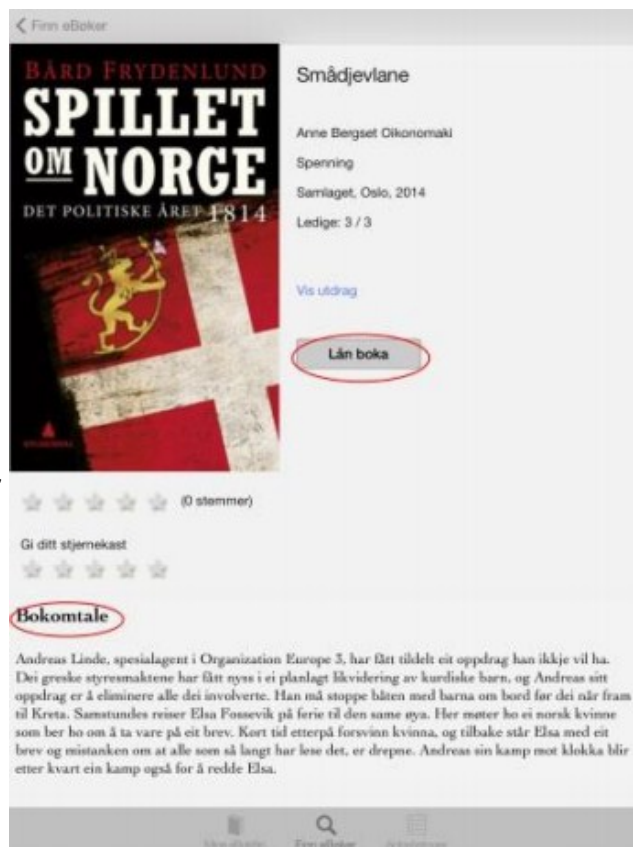 Finn eBøker
BÅRD FRYDENLUND
SPILLET
OM NORGE
DET POLITISKE ÅRET 1814
GYLDENDAL
Smådjevlane
Anne Bergset Oikonomaki
Spenning
Samlaget, Oslo, 2014
Ledige: 3 / 3
Vis utdrag
Lån boka
(0 stemmer)
Gi ditt stjernekast
Bokomtale
Andreas Linde, spesialagent i Organization Europe 3, har fått tildelt eit oppdrag han ikkje vil ha.
Dei greske styresmaktene har fått nyss i ei planlagt likvidering av kurdiske barn, og Andreas sitt
oppdrag er å eliminere alle dei involverte. Han må stoppe båten med barna om bord før dei når fram
til Kreta. Samstundes reiser Elsa Fossevik på ferie til den same øya. Her møter ho ei norsk kvinne
som ber ho om å ta vare på eit brev. Kort tid etterpå forsvinn kvinna, og tilbake står Elsa med eit
brev og mistanken om at alle som så langt har lese det, er drepne. Andreas sin kamp mot klokka blir
etter kvart ein kamp også for å redde Elsa.
Finn eBøker